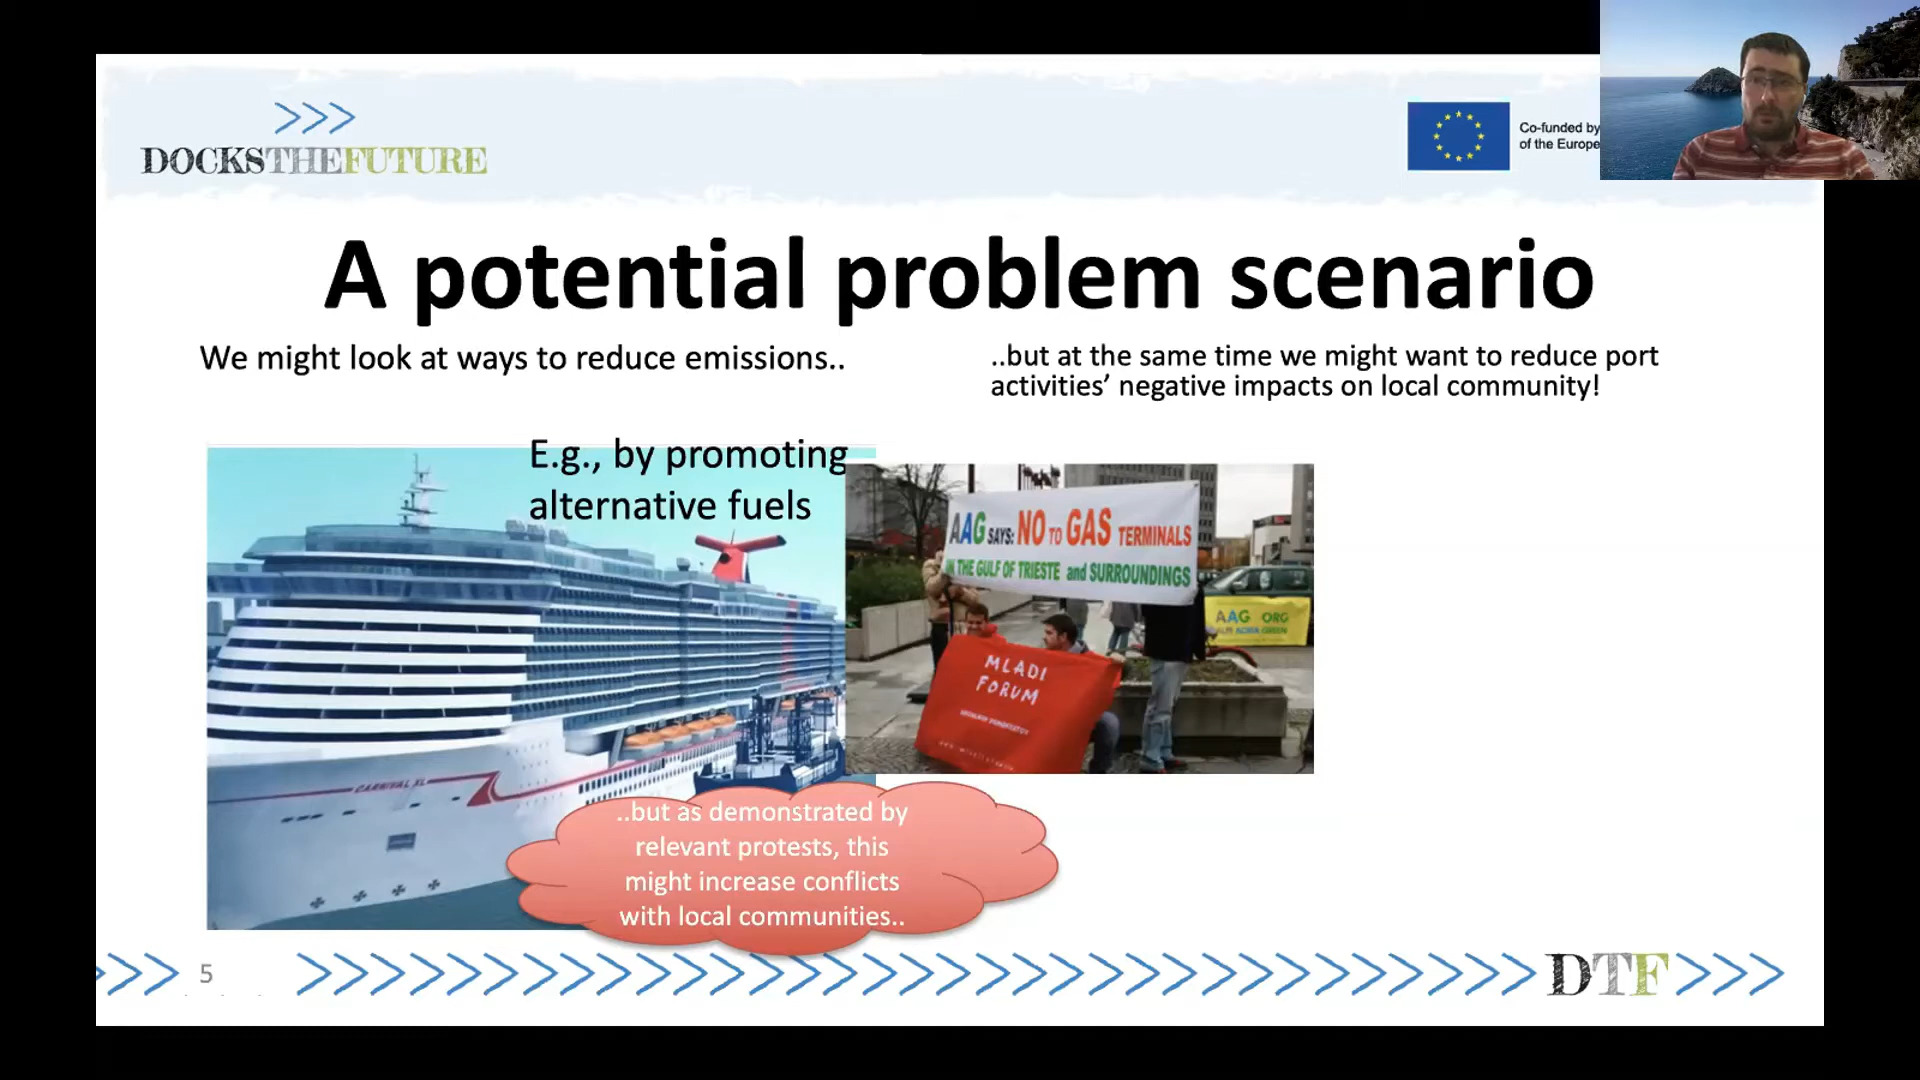 DOCKSTHEFUTURE
Co-funded by
of the Europe
A potential problem scenario
We might look at ways to reduce emissions..
..but at the same time we might want to reduce port
activities’ negative impacts on local community!
E.g., by promoting
alternative fuels
AAG SAYS: NO TO GAS TERMINALS
IN THE GULF OF TRIESTE and SURROUNDINGS
AAG ORG
MLADI
FORUM
CARNIVAL XL
..but as demonstrated by
relevant protests, this
might increase conflicts
with local communities..
5
DTF